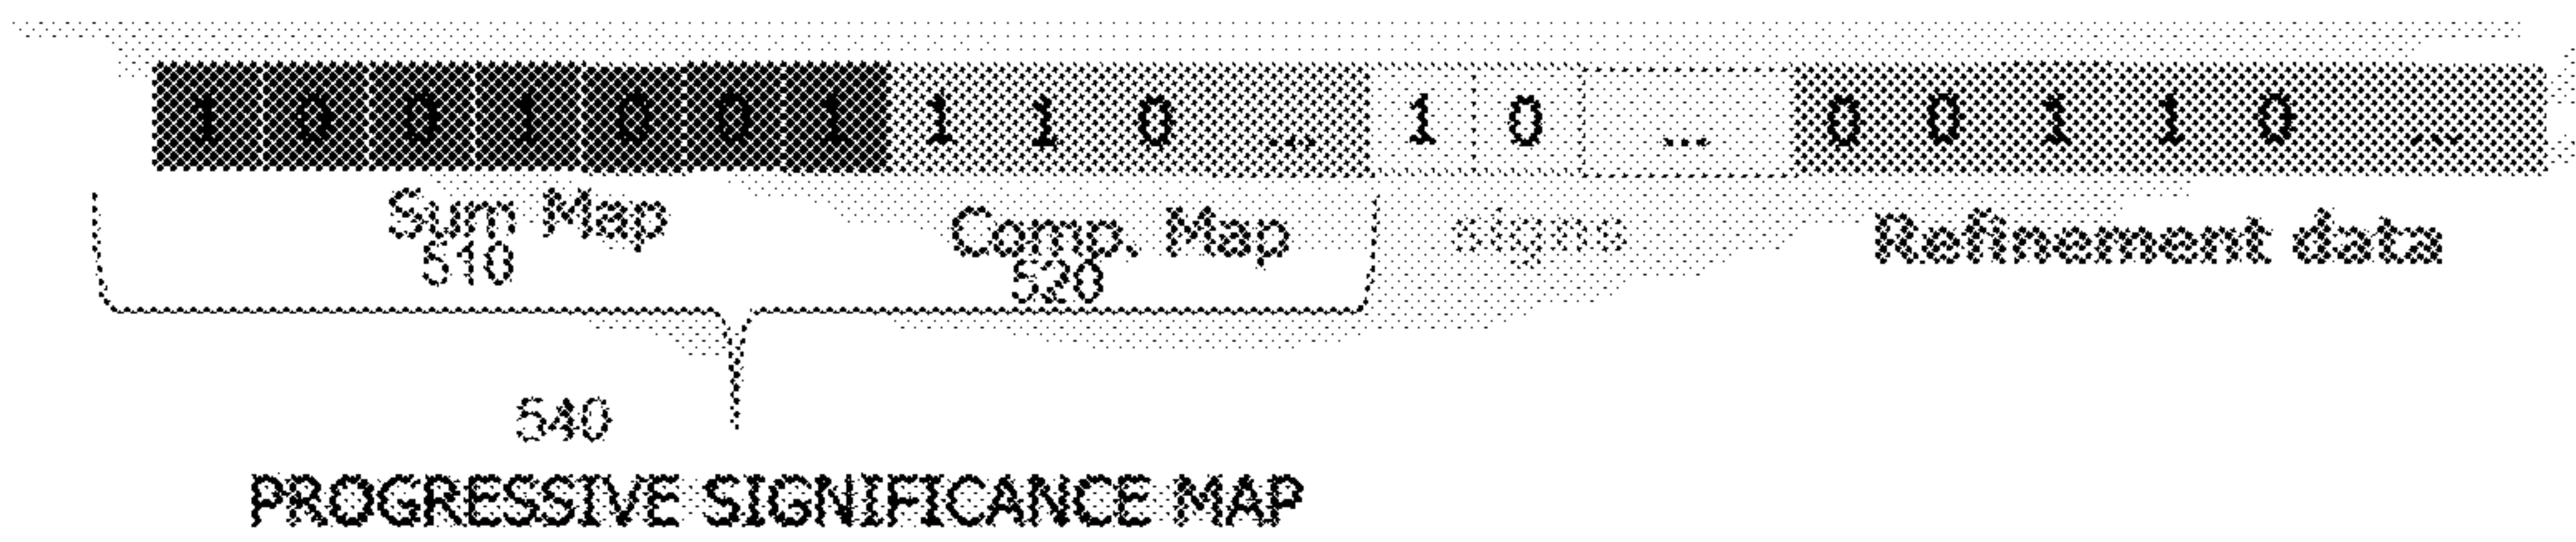 1 0 0 1 0 0 1 1 1 0 ... 1 0 ... 0 0 1 1 0 ...
Sum Map Comp. Map signs Refinement data
510 520
540
PROGRESSIVE SIGNIFICANCE MAP